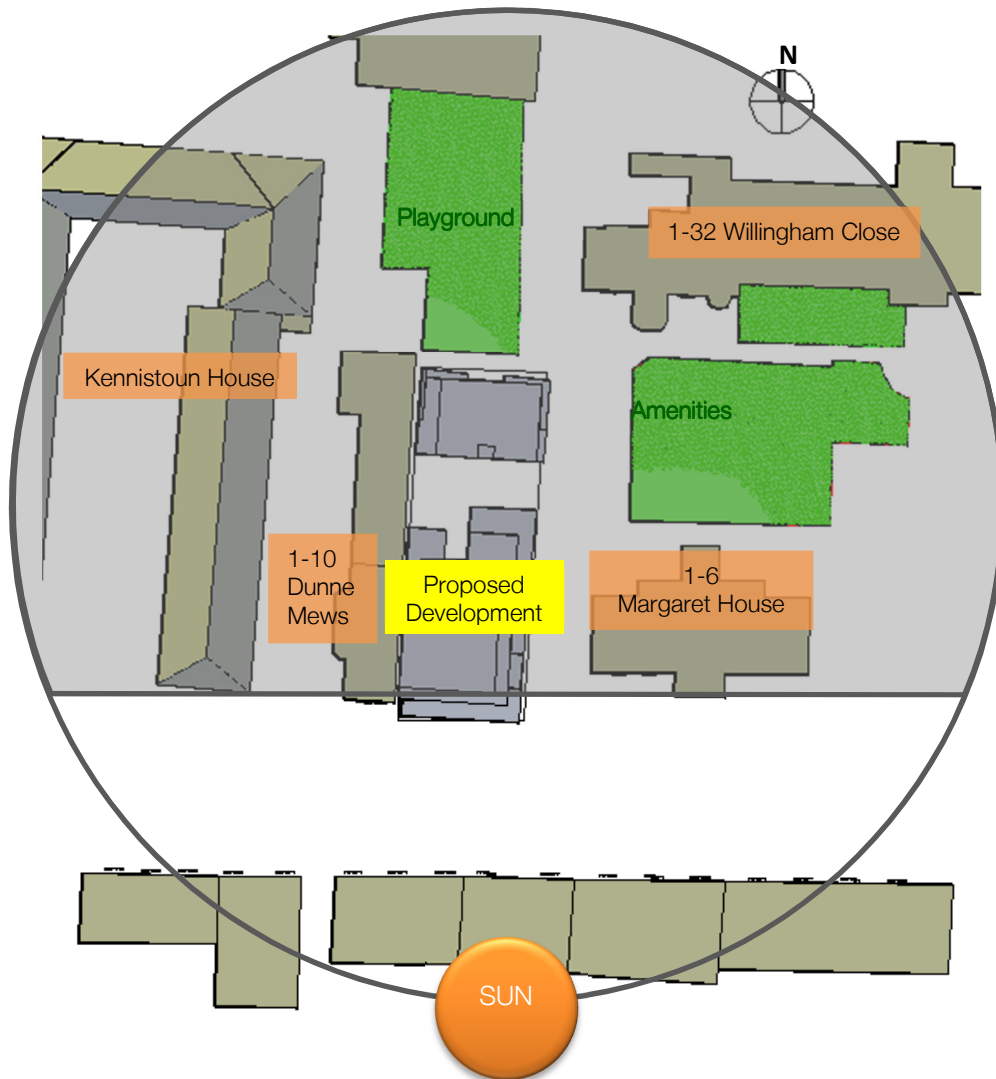 N
Playground
1-32 Willingham Close
Kennistoun House
Amenities
1-10
Dunne
Mews
Proposed
Development
1-6
Margaret House
SUN